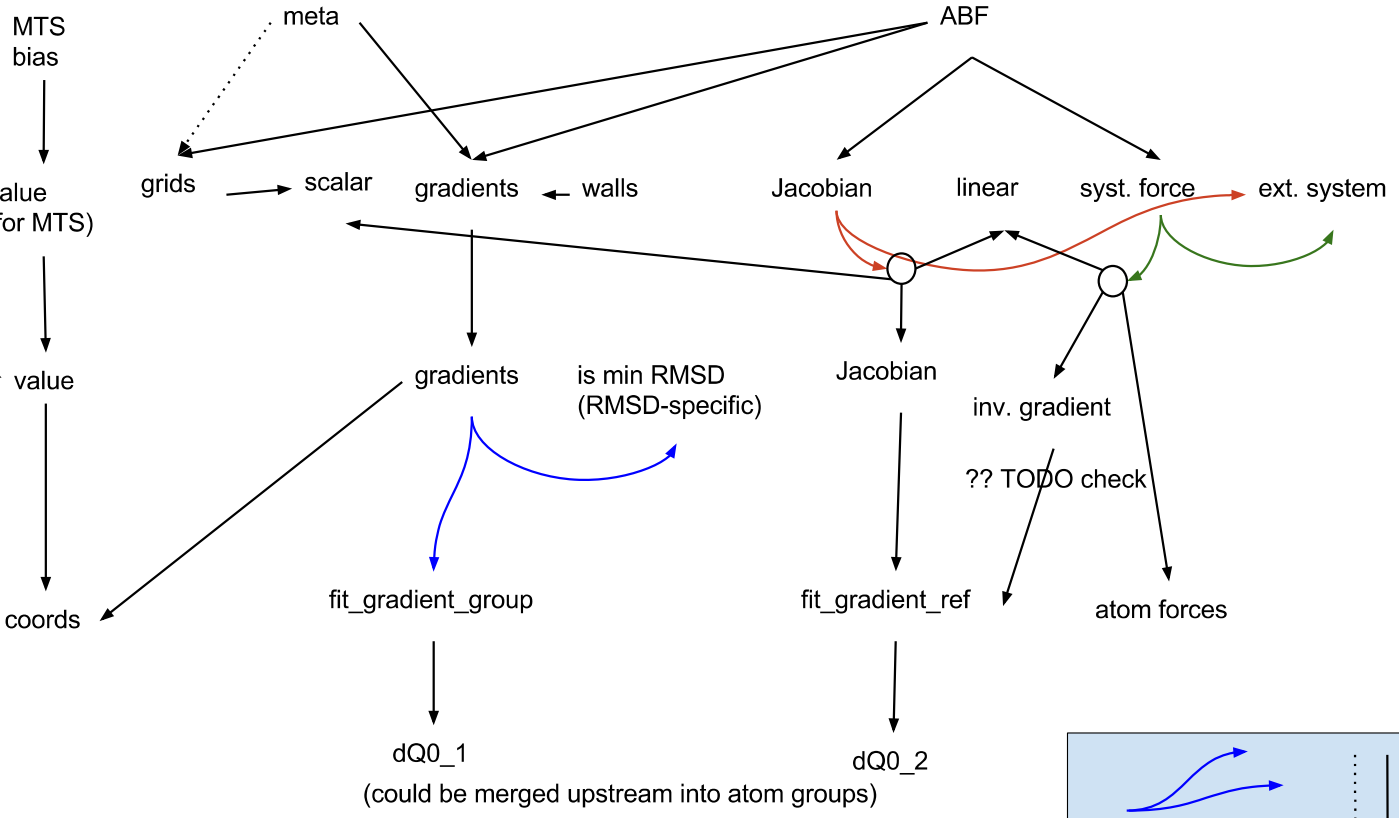 MTS
bias
meta
ABF
alue
for MTS)
grids
scalar
gradients
walls
Jacobian
linear
syst. force
ext. system
value
gradients
is min RMSD
(RMSD-specific)
Jacobian
inv. gradient
?? TODO check
coords
fit_gradient_group
fit_gradient_ref
atom forces
dQ0_1
dQ0_2
(could be merged upstream into atom groups)